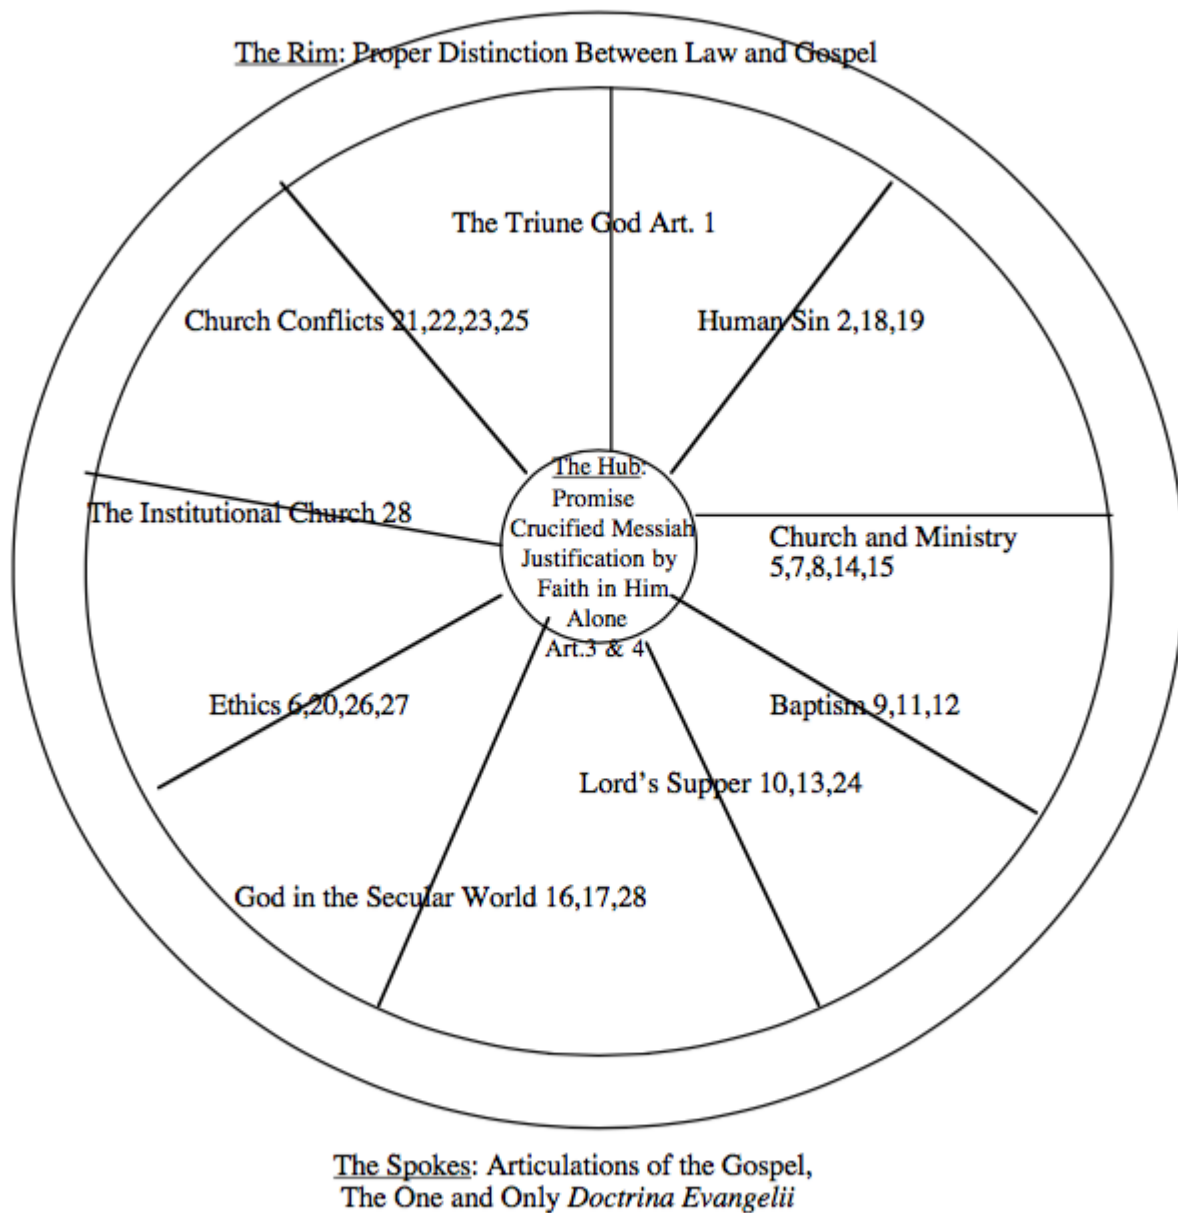 The Rim: Proper Distinction Between Law and Gospel
The Triune God Art. 1
Church Conflicts 21,22,23,25
Human Sin 2,18,19
The Hub:
Promise
Crucified Messiah
Justification by
Faith in Him
Alone
Art.3 & 4
The Institutional Church 28
Church and Ministry
5,7,8,14,15
Ethics 6,20,26,27
Baptism 9,11,12
Lord’s Supper 10,13,24
God in the Secular World 16,17,28
The Spokes: Articulations of the Gospel,
The One and Only Doctrina Evangelii